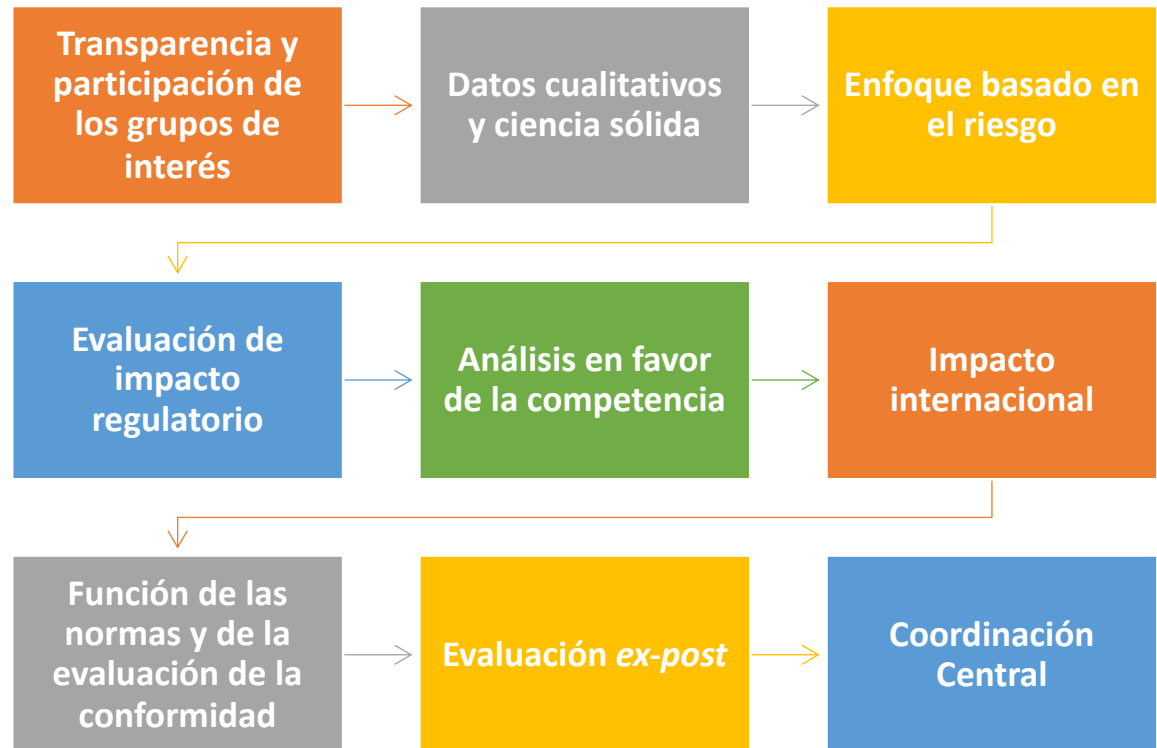 Transparencia y
participación de
los grupos de
interés
Datos cualitativos
y ciencia sólida
Enfoque basado en
el riesgo
Evaluación de
impacto
regulatorio
Análisis en favor
de la competencia
Impacto
internacional
Función de las
normas y de la
evaluación de la
conformidad
Evaluación ex-post
Coordinación
Central